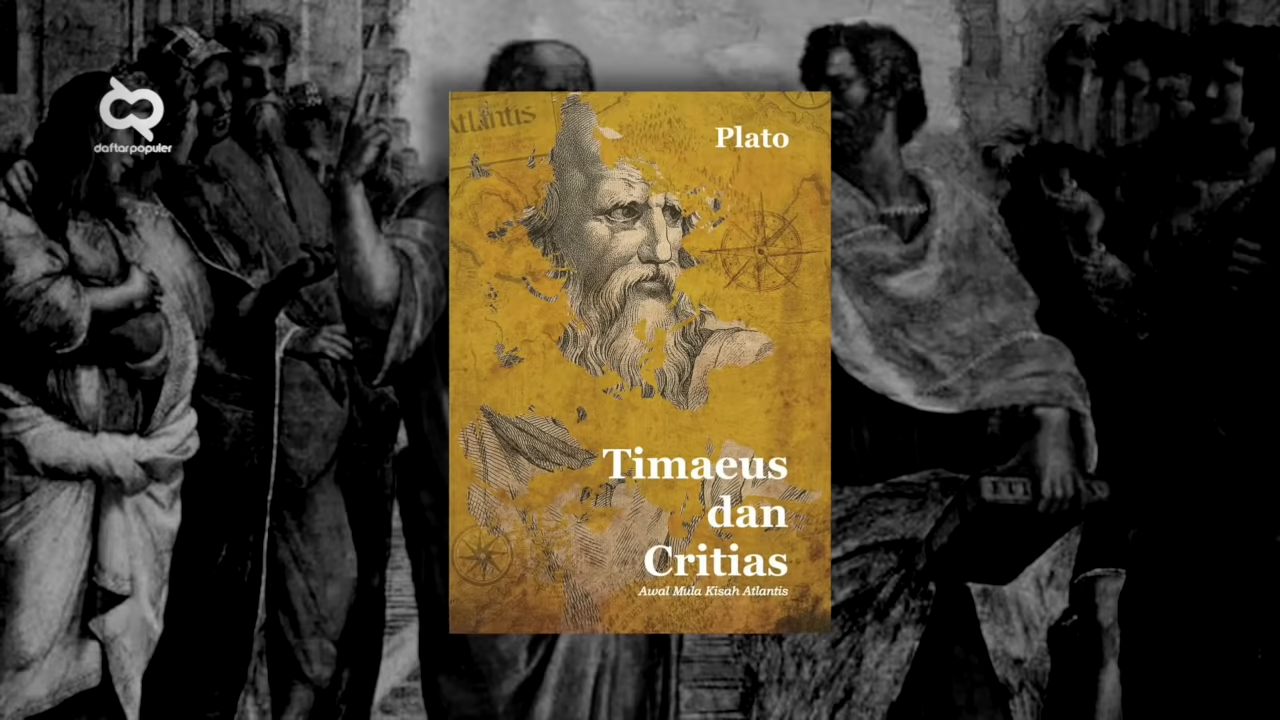 daftarpopuler
Atlantis
Plato
Timaeus
dan
Critias
Awal Mula Kisah Atlantis